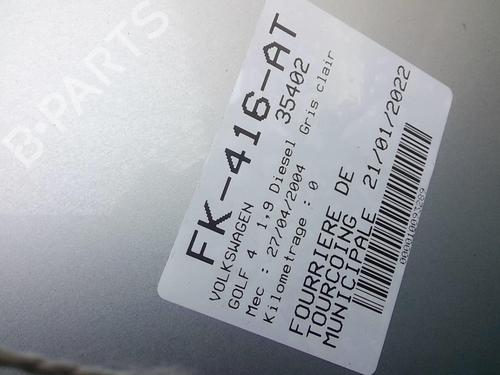 B-PARTS
FK-416-AT
35402
VOLKSWAGEN
GOLF 4 1,9 Diesel Gris clair
Mec : 27/04/2004
Kilometrage : 0
FOURRIERE DE
TOURCOING
MUNICIPALE 21/01/2022